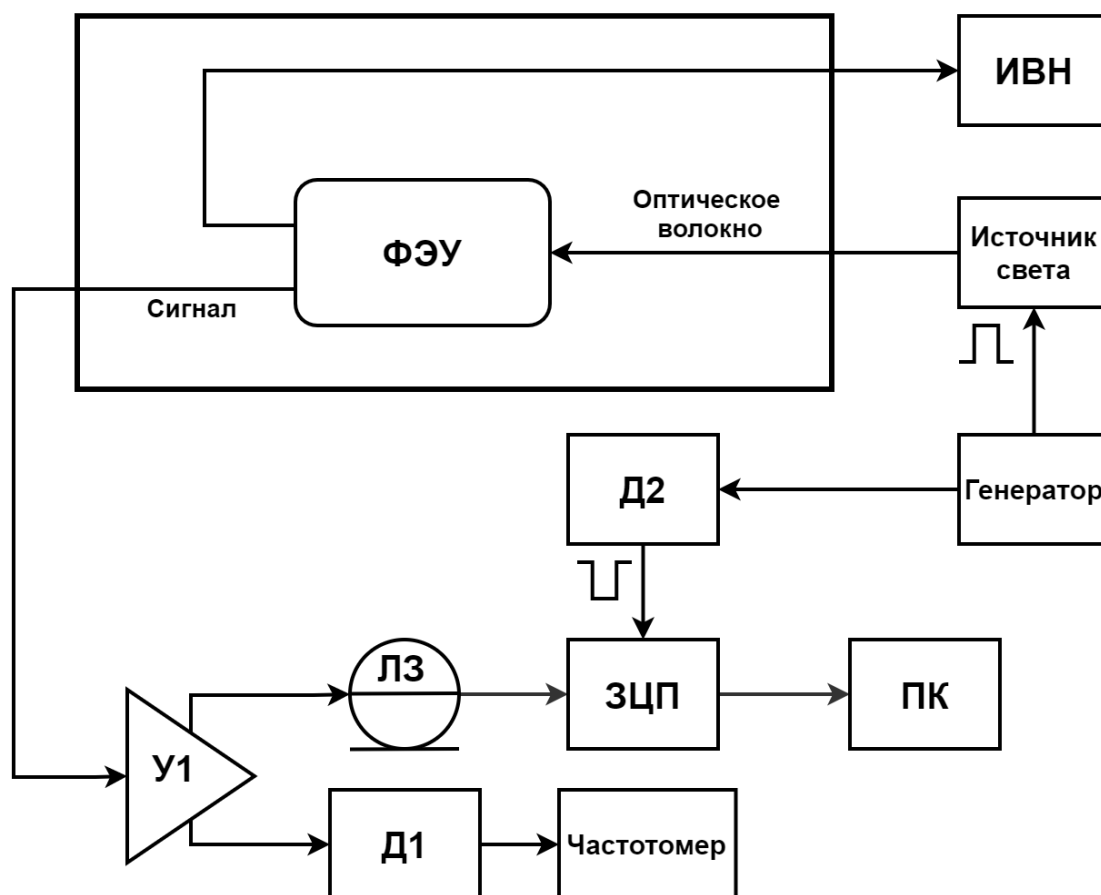 ИВН
Оптическое
волокно
ФЭУ
Источник
света
Сигнал
Д2
Генератор
ЛЗ
ЗЦП
ПК
У1
Д1
Частотомер